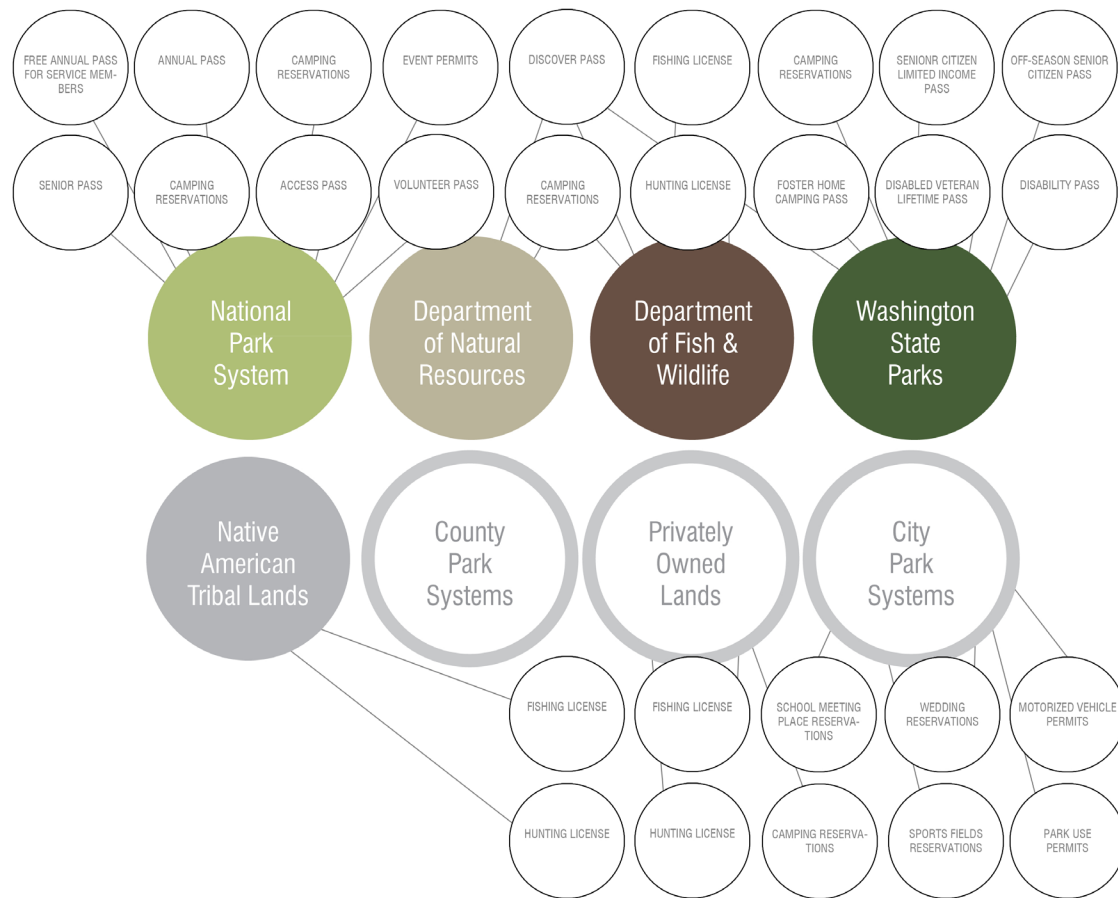 FREE ANNUAL PASS
FOR SERVICE MEM-
BERS
ANNUAL PASS
CAMPING
RESERVATIONS
EVENT PERMITS
DISCOVER PASS
FISHING LICENSE
CAMPING
RESERVATIONS
SENIONR CITIZEN
LIMITED INCOME
PASS
OFF-SEASON SENIOR
CITIZEN PASS
SENIOR PASS
CAMPING
RESERVATIONS
ACCESS PASS
VOLUNTEER PASS
CAMPING
RESERVATIONS
HUNTING LICENSE
FOSTER HOME
CAMPING PASS
DISABLED VETERAN
LIFETIME PASS
DISABILITY PASS
National
Park
System
Department
of Natural
Resources
Department
of Fish &
Wildlife
Washington
State
Parks
Native
American
Tribal Lands
County
Park
Systems
Privately
Owned
Lands
City
Park
Systems
FISHING LICENSE
FISHING LICENSE
SCHOOL MEETING
PLACE RESERVA-
TIONS
WEDDING
RESERVATIONS
MOTORIZED VEHICLE
PERMITS
HUNTING LICENSE
HUNTING LICENSE
CAMPING RESERVA-
TIONS
SPORTS FIELDS
RESERVATIONS
PARK USE
PERMITS